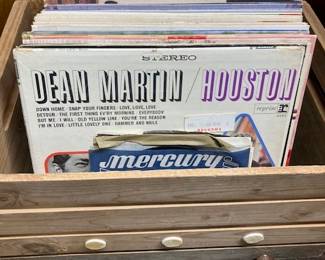 STEREO
DEAN MARTIN / HOUSTON
DOWN HOME · SNAP YOUR FINGERS · LOVE, LOVE, LOVE
DETOUR · THE FIRST THING EV'RY MORNING · EVERYBODY
BUT ME · I WILL · OLD YELLOW LINE · YOU'RE THE REASON
I'M IN LOVE · LITTLE LOVELY ONE · HAMMER AND NAILS
reprise
mercury